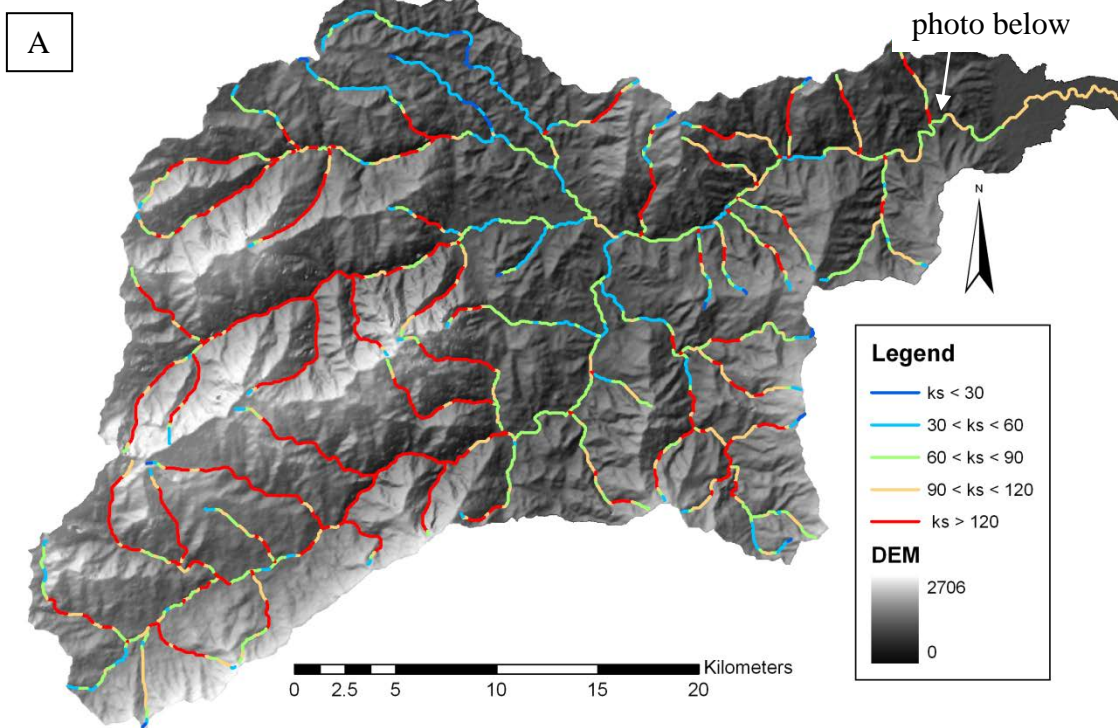 A
photo below
N
Legend
ks < 30
30 < ks < 60
60 < ks < 90
90 < ks < 120
ks > 120
DEM
2706
0
Kilometers
0 2.5 5 10 15 20